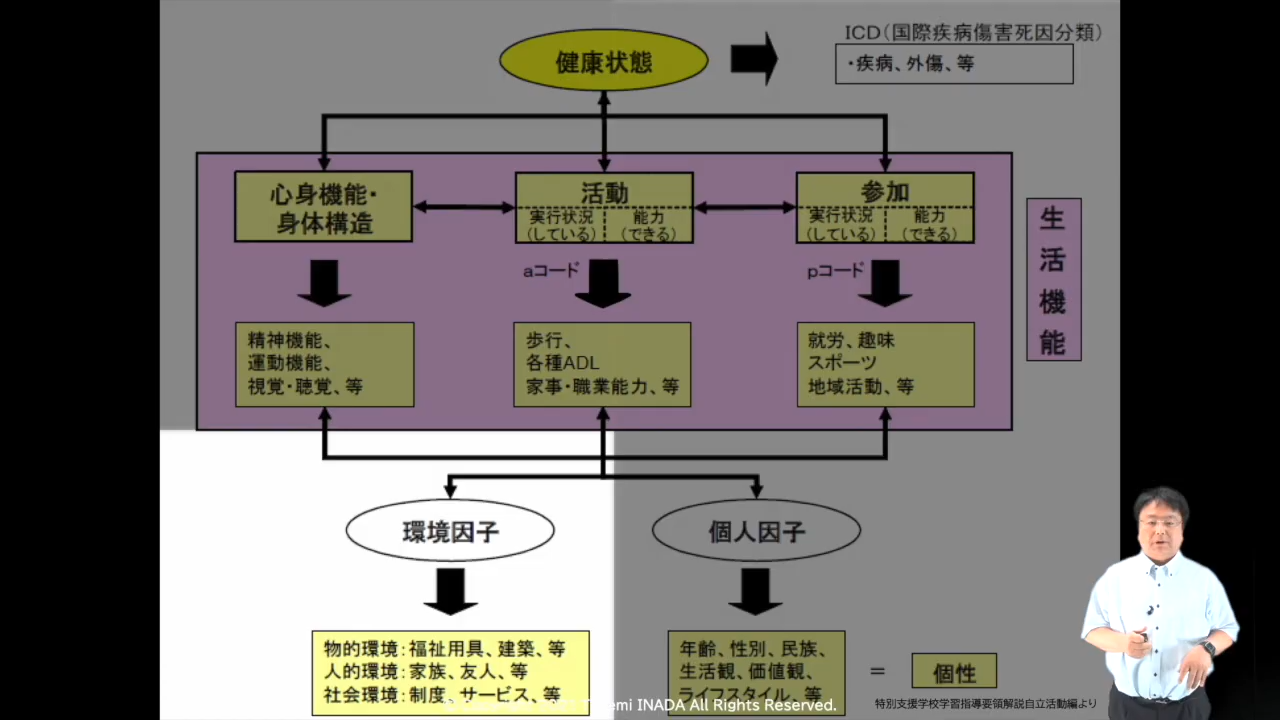 ICD(国際疾病傷害死因分類)
健康状態
・疾病、外傷、等
心身機能・
身体構造
活動
実行状況
(している)
能力
(できる)
参加
実行状況
(している)
能力
(できる)
生活機能
aコード
pコード
精神機能、
運動機能、
視覚・聴覚、等
歩行、
各種ADL
家事・職業能力、等
就労、趣味
スポーツ
地域活動、等
環境因子
個人因子
物的環境:福祉用具、建築、等
人的環境:家族、友人、等
社会環境:制度、サービス、等
年齢、性別、民族、
生活観、価値観、
ライフスタイル、等
=
個性
INADA All Rights Reserved.
特別支援学校学習指導要領解説自立活動編より